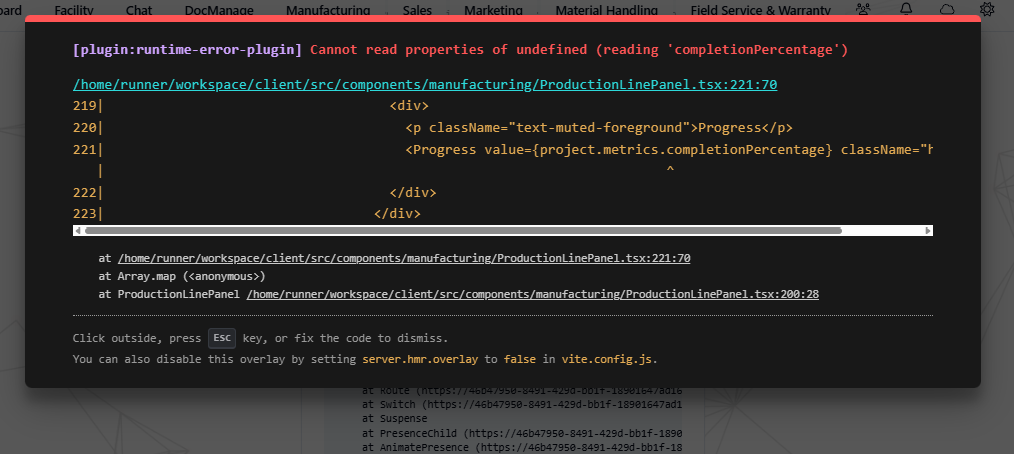 oard Facility Chat DocManage Manufacturing Sales Marketing Material Handling Field Service & Warranty
[plugin:runtime-error-plugin] Cannot read properties of undefined (reading 'completionPercentage')
/home/runner/workspace/client/src/components/manufacturing/ProductionLinePanel.tsx:221:70
219| <div>
220| <p className="text-muted-foreground">Progress</p>
221| <Progress value={project.metrics.completionPercentage} className="h
| ^
222| </div>
223| </div>
at /home/runner/workspace/client/src/components/manufacturing/ProductionLinePanel.tsx:221:70
at Array.map (<anonymous>)
at ProductionLinePanel /home/runner/workspace/client/src/components/manufacturing/ProductionLinePanel.tsx:200:28
Click outside, press Esc key, or fix the code to dismiss.
You can also disable this overlay by setting server.hmr.overlay to false in vite.config.js.
at Route (https://46b47950-8491-429d-bb1f-18901647ad16
at Switch (https://46b47950-8491-429d-bb1f-18901647ad1
at Suspense
at PresenceChild (https://46b47950-8491-429d-bb1f-1890
at AnimatePresence (https://46b47950-8491-429d-bb1f-18